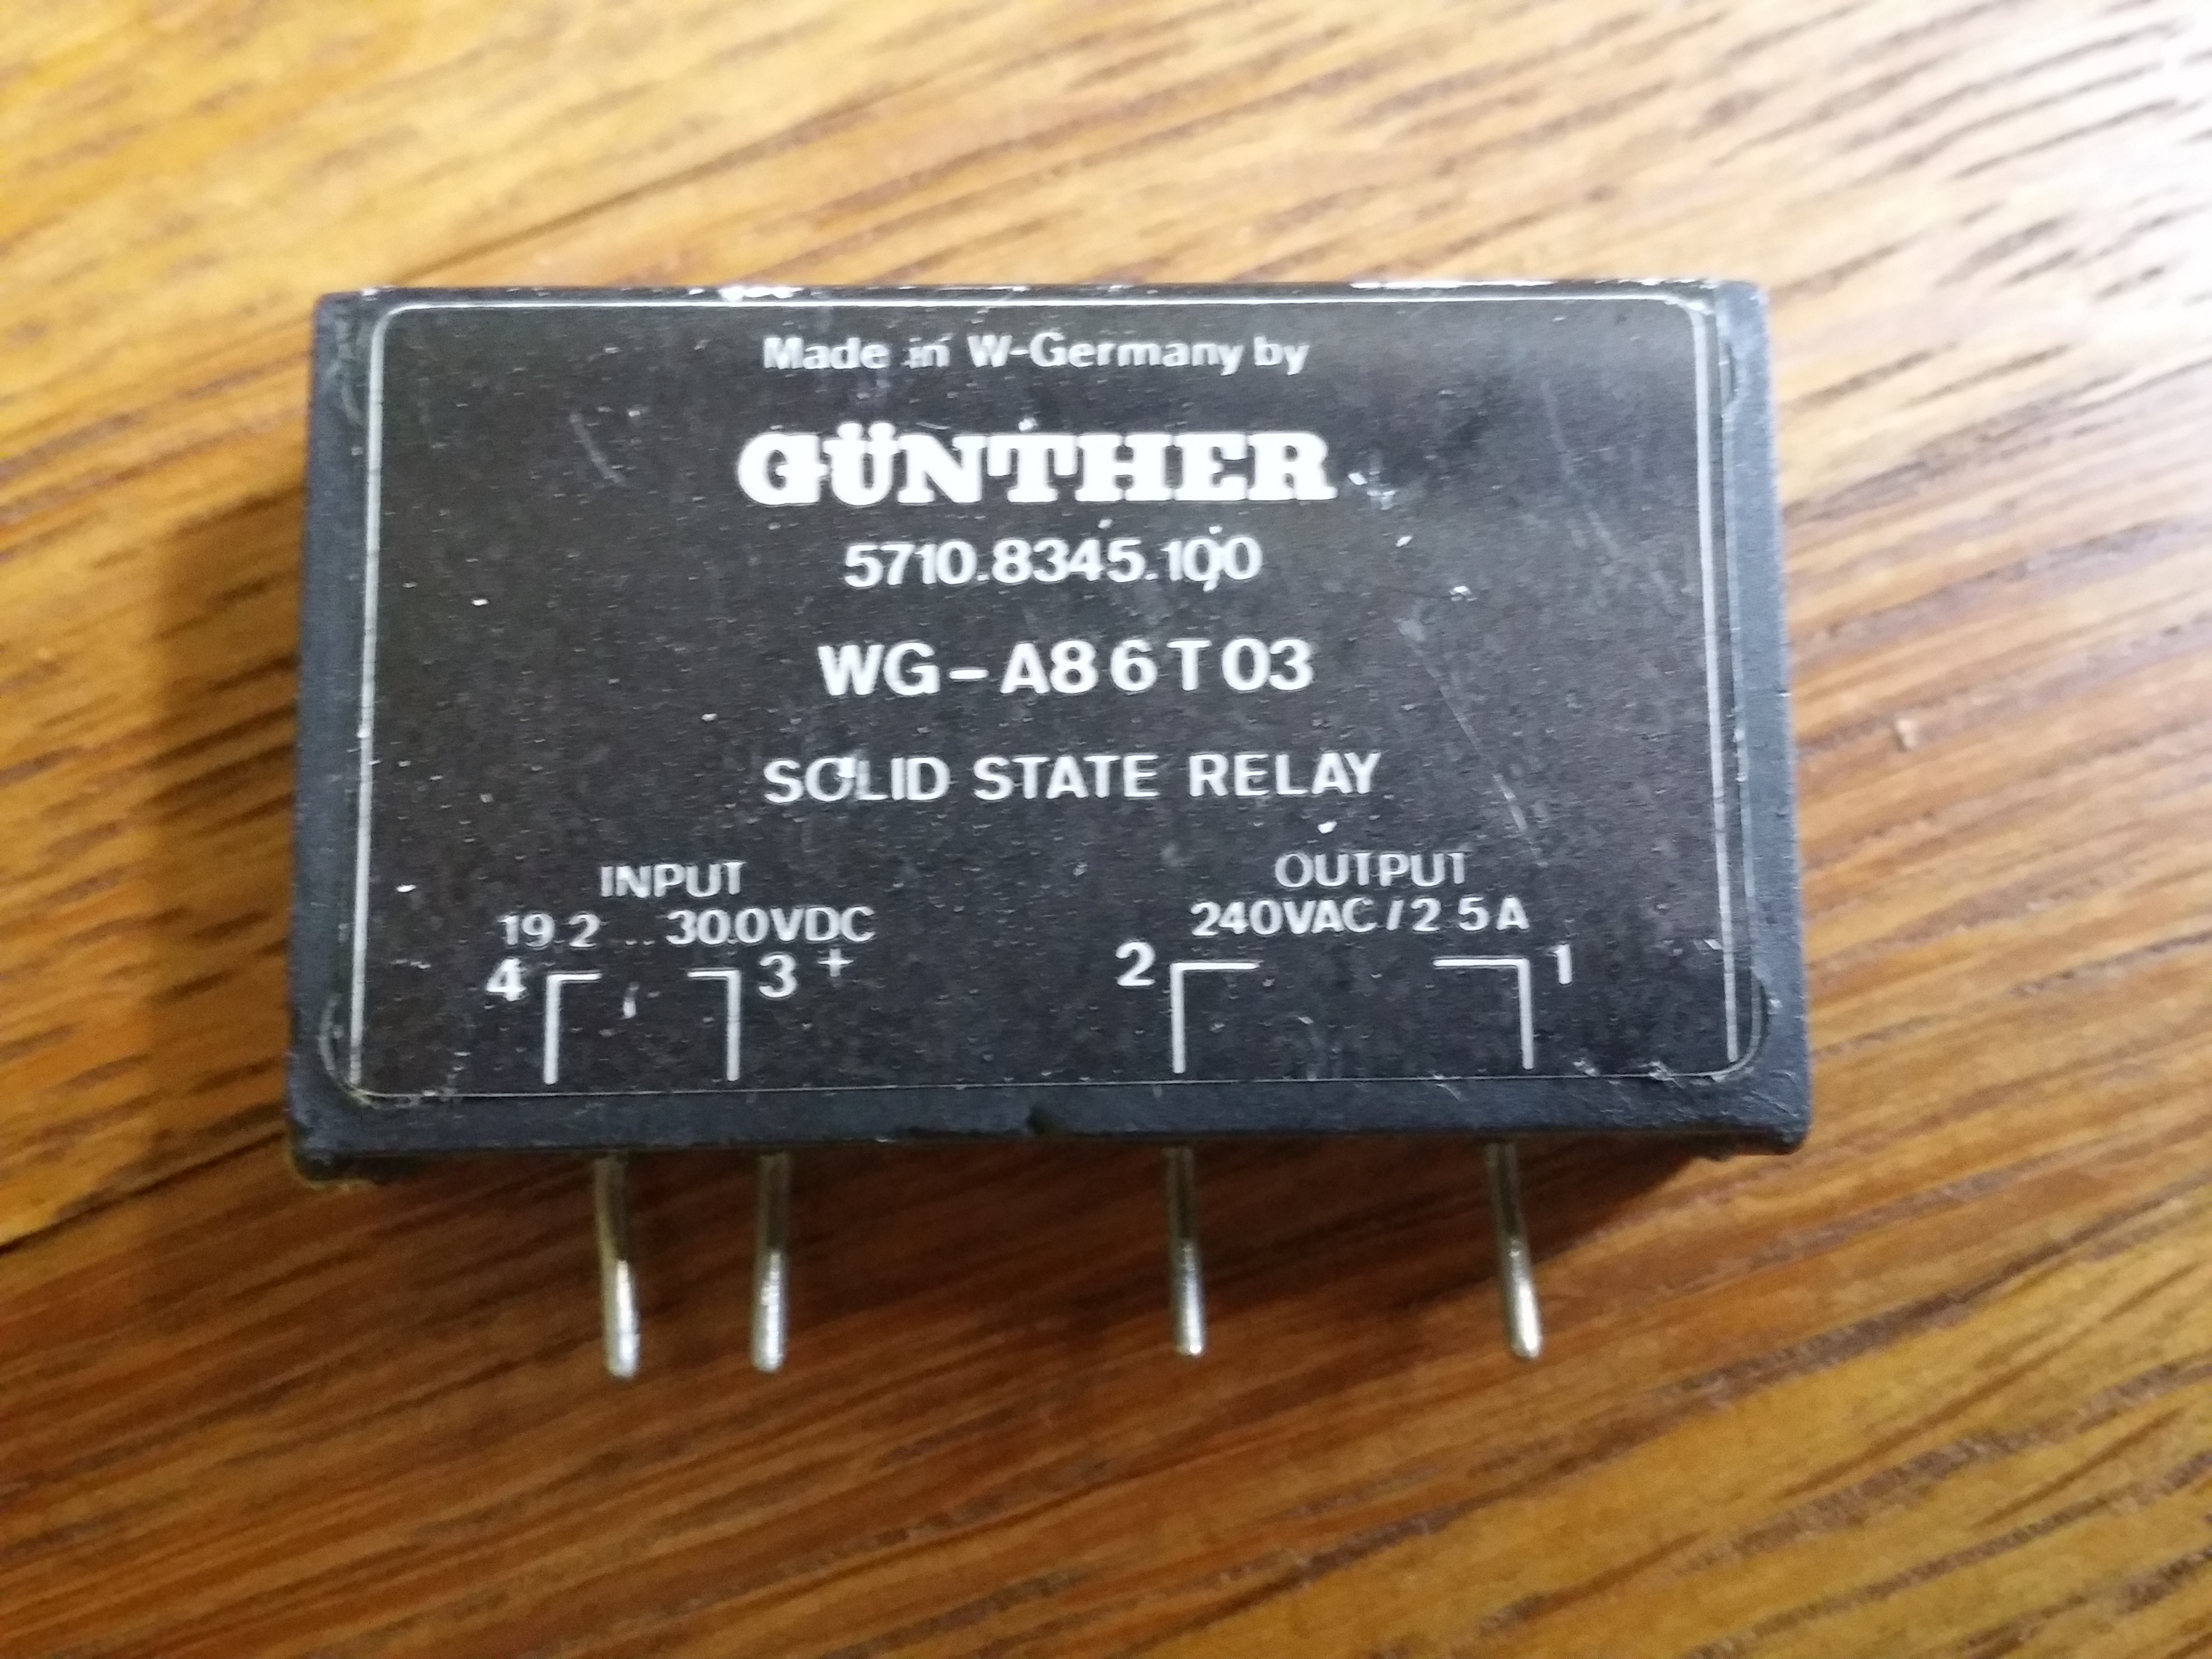 Made in W-Germany by
GÜNTHER
5710.8345.100
WG-A86T03
SOLID STATE RELAY
INPUT
19.2 ... 30.0VDC
4 3 +
OUTPUT
240VAC/2.5A
2 1